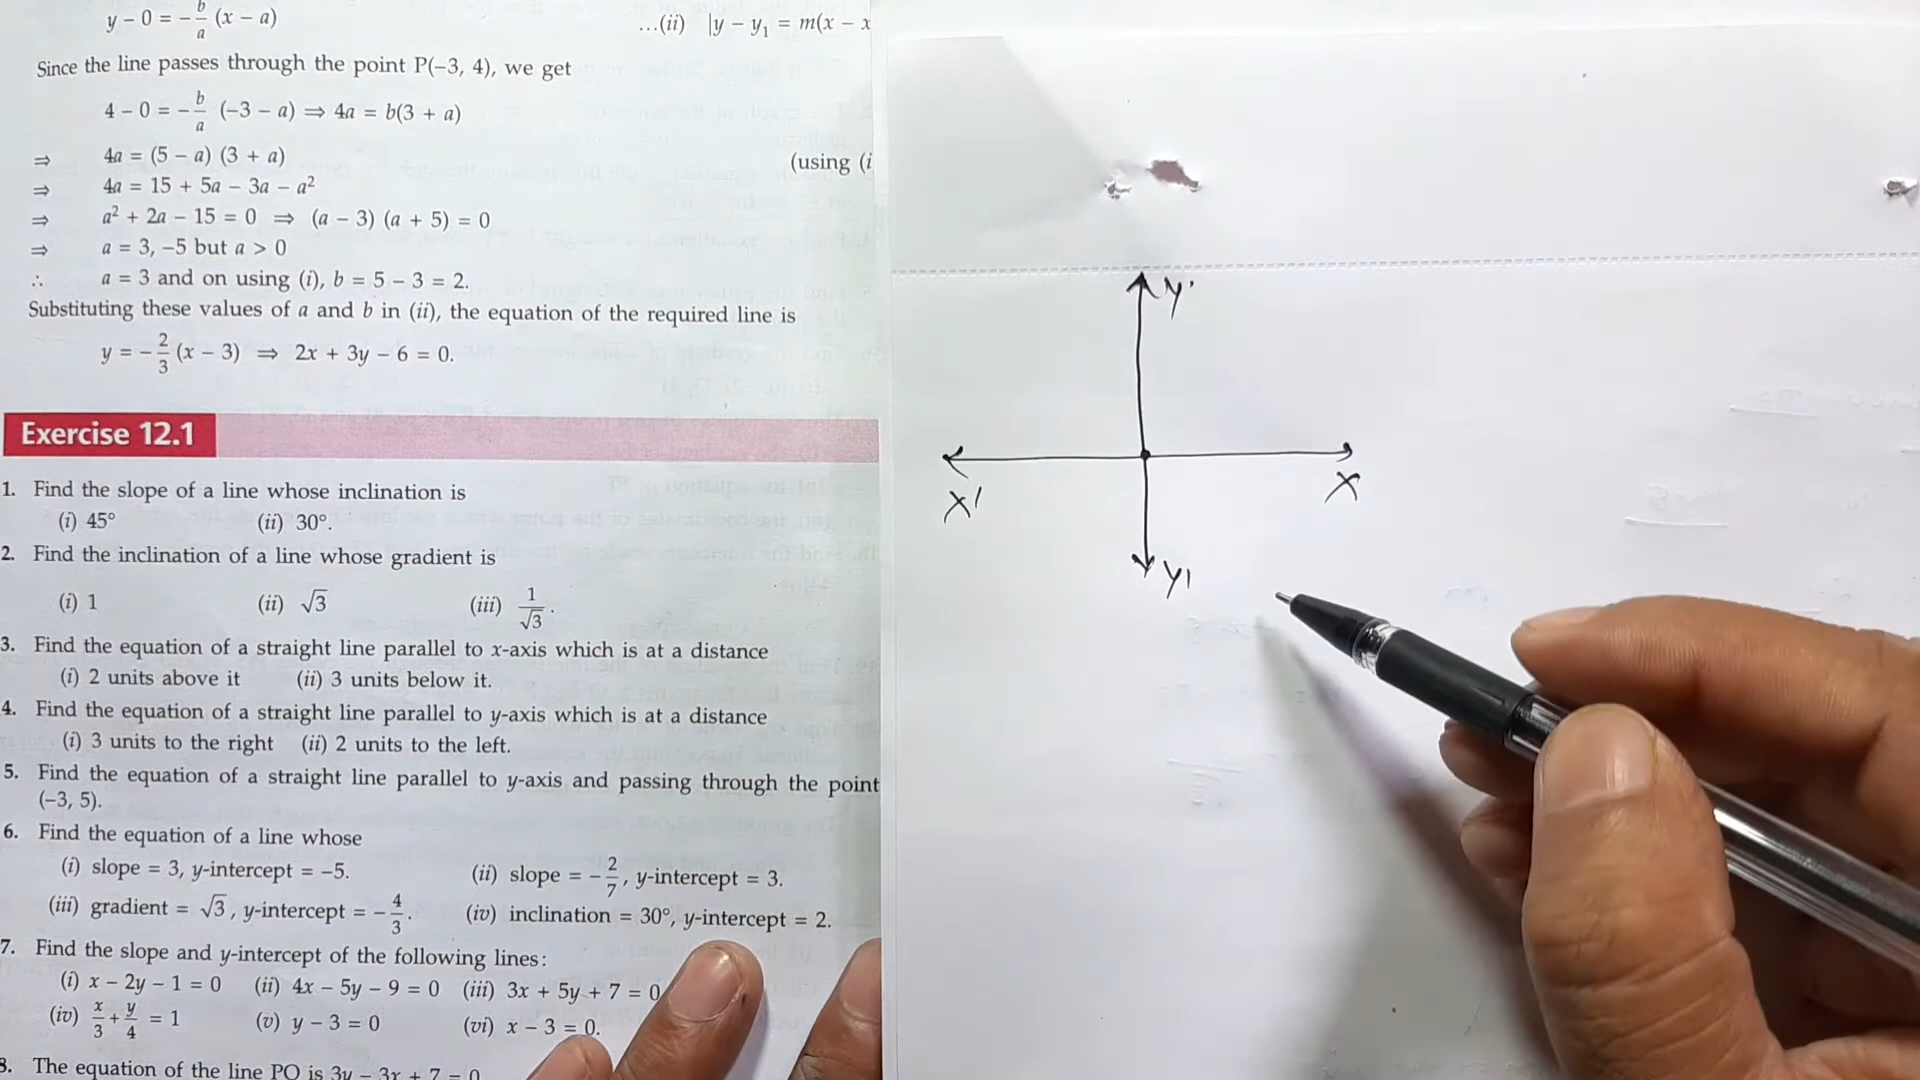 y – 0 = –b/a (x – a) ...(ii) |y – y₁ = m(x – x
Since the line passes through the point P(–3, 4), we get
4 – 0 = –b/a (–3 – a) ⇒ 4a = b(3 + a)
⇒ 4a = (5 – a) (3 + a) (using (i
⇒ 4a = 15 + 5a – 3a – a²
⇒ a² + 2a – 15 = 0 ⇒ (a – 3) (a + 5) = 0
⇒ a = 3, –5 but a > 0
∴ a = 3 and on using (i), b = 5 – 3 = 2.
Substituting these values of a and b in (ii), the equation of the required line is
y = –2/3 (x – 3) ⇒ 2x + 3y – 6 = 0.
Exercise 12.1
1. Find the slope of a line whose inclination is
(i) 45° (ii) 30°.
2. Find the inclination of a line whose gradient is
(i) 1 (ii) √3 (iii) 1/√3.
3. Find the equation of a straight line parallel to x-axis which is at a distance
(i) 2 units above it (ii) 3 units below it.
4. Find the equation of a straight line parallel to y-axis which is at a distance
(i) 3 units to the right (ii) 2 units to the left.
5. Find the equation of a straight line parallel to y-axis and passing through the point
(–3, 5).
6. Find the equation of a line whose
(i) slope = 3, y-intercept = –5. (ii) slope = –2/7, y-intercept = 3.
(iii) gradient = √3, y-intercept = –4/3. (iv) inclination = 30°, y-intercept = 2.
7. Find the slope and y-intercept of the following lines:
(i) x – 2y – 1 = 0 (ii) 4x – 5y – 9 = 0 (iii) 3x + 5y + 7 = 0
(iv) x/3 + y/4 = 1 (v) y – 3 = 0 (vi) x – 3 = 0.
8. The equation of the line PQ is 3y – 3x + 7 = 0
y'
X' X
y'